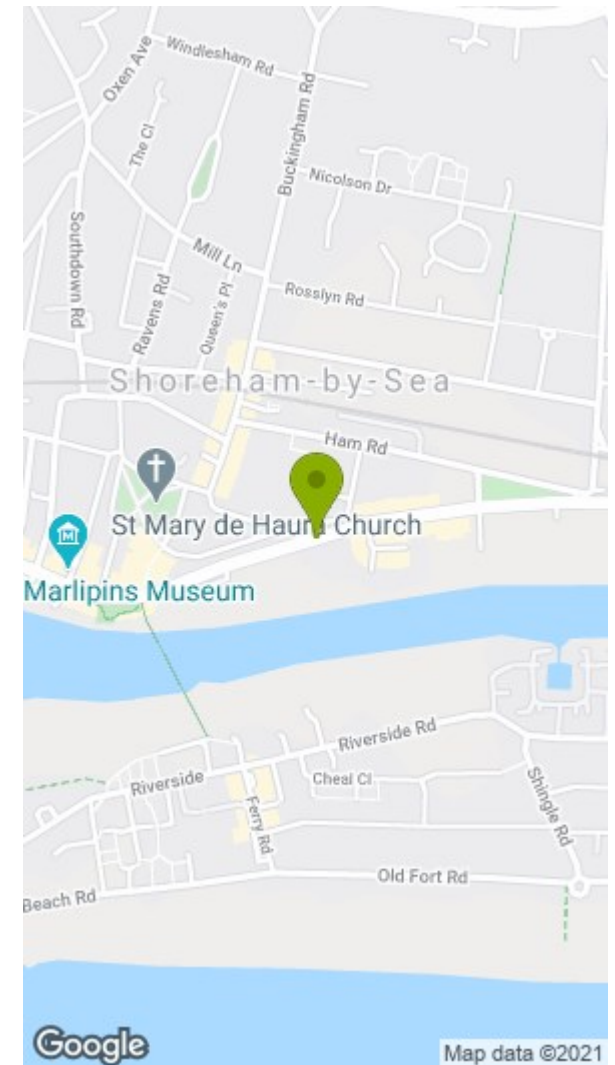 Windlesham Rd
Oxen Ave
The Cl
Buckingham Rd
Nicolson Dr
Southdown Rd
Ravens Rd
Mill Ln
Queen's Pl
Rosslyn Rd
Shoreham-by-Sea
Ham Rd
St Mary de Haura Church
M
Marlipins Museum
Riverside Rd
Riverside
Cheal Cl
Ferry Rd
Shingle Rd
Old Fort Rd
Beach Rd
Google
Map data ©2021